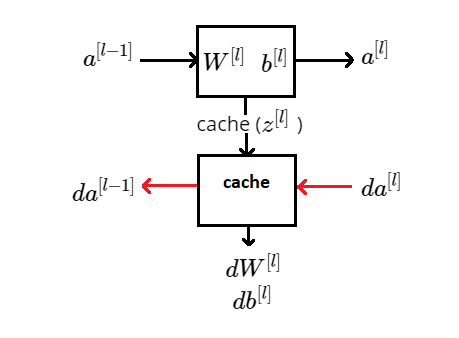 a^{[l-1]} W^{[l]} b^{[l]} a^{[l]}
cache (z^{[l]} )
da^{[l-1]} cache da^{[l]}
dW^{[l]}
db^{[l]}